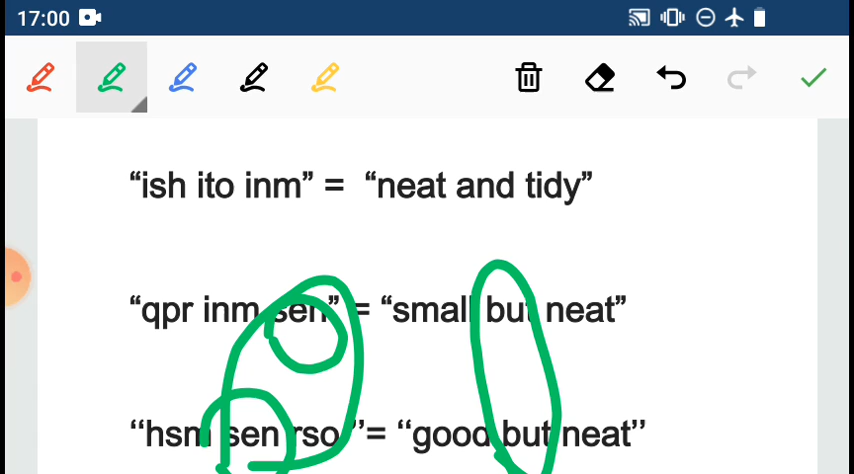 17:00
“ish ito inm” = “neat and tidy”
“qpr inm sen” = “small but neat”
‘‘hsm sen rso ’’= ‘‘good but neat’’